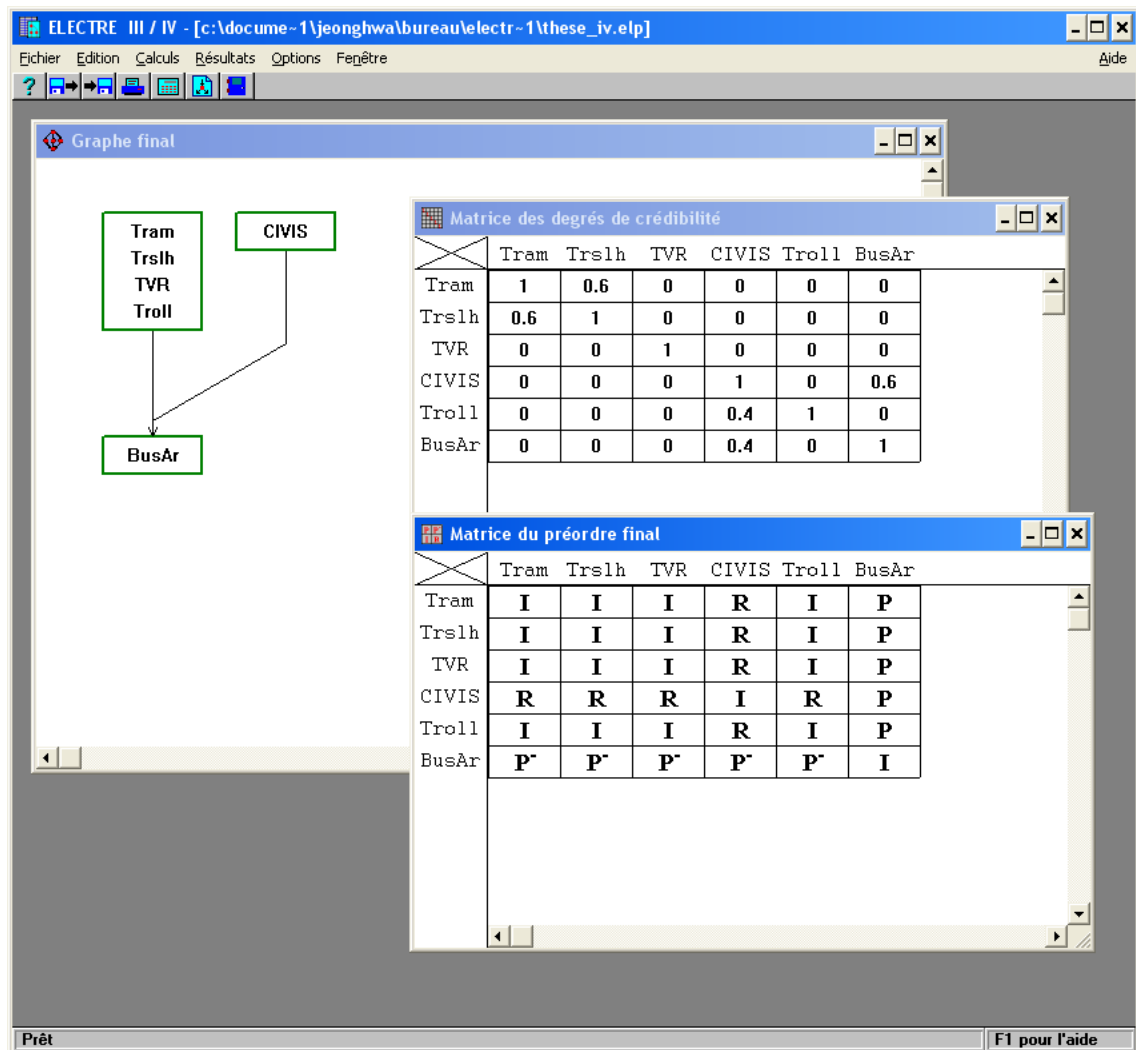 ELECTRE III / IV - [c:\docume~1\jeonghwa\bureau\electr~1\these_iv.elp]
Fichier Edition Calculs Résultats Options Fenêtre Aide
Graphe final
Tram
Trslh
TVR
Troll
CIVIS
BusAr
Matrice des degrés de crédibilité
Tram Trslh TVR CIVIS Troll BusAr
Tram 1 0.6 0 0 0 0
Trslh 0.6 1 0 0 0 0
TVR 0 0 1 0 0 0
CIVIS 0 0 0 1 0 0.6
Troll 0 0 0 0.4 1 0
BusAr 0 0 0 0.4 0 1
Matrice du préordre final
Tram Trslh TVR CIVIS Troll BusAr
Tram I I I R I P
Trslh I I I R I P
TVR I I I R I P
CIVIS R R R I R P
Troll I I I R I P
BusAr P- P- P- P- P- I
Prêt F1 pour l'aide